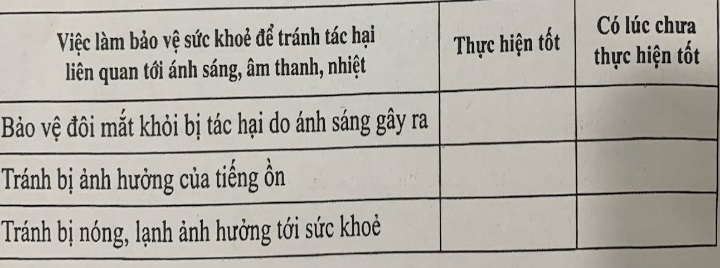 Việc làm bảo vệ sức khoẻ để tránh tác hại
liên quan tới ánh sáng, âm thanh, nhiệt
Thực hiện tốt
Có lúc chưa
thực hiện tốt
Bảo vệ đôi mắt khỏi bị tác hại do ánh sáng gây ra
Tránh bị ảnh hưởng của tiếng ồn
Tránh bị nóng, lạnh ảnh hưởng tới sức khoẻ